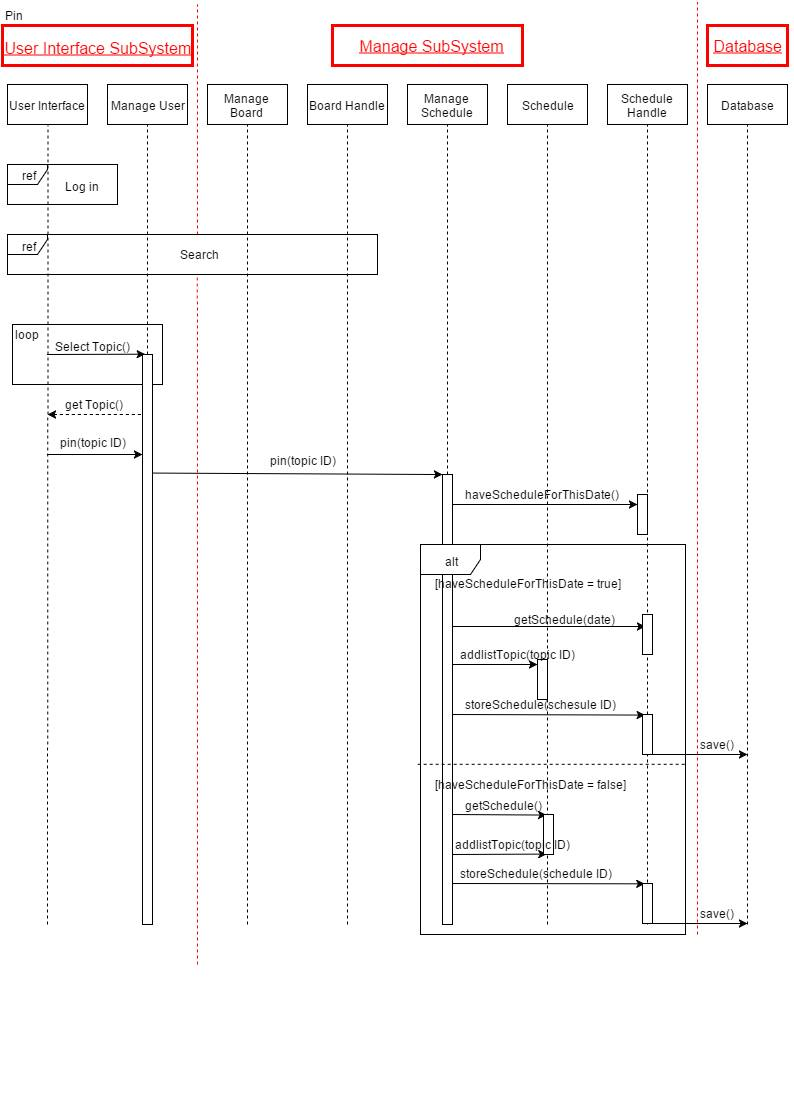 Pin
User Interface SubSystem
Manage SubSystem
Database
User Interface
Manage User
Manage
Board
Board Handle
Manage
Schedule
Schedule
Schedule
Handle
Database
ref
Log in
ref
Search
loop
Select Topic()
get Topic()
pin(topic ID)
pin(topic ID)
haveScheduleForThisDate()
alt
[haveScheduleForThisDate = true]
getSchedule(date)
addlistTopic(topic ID)
storeSchedule(schesule ID)
save()
[haveScheduleForThisDate = false]
getSchedule()
addlistTopic(topic ID)
storeSchedule(schedule ID)
save()